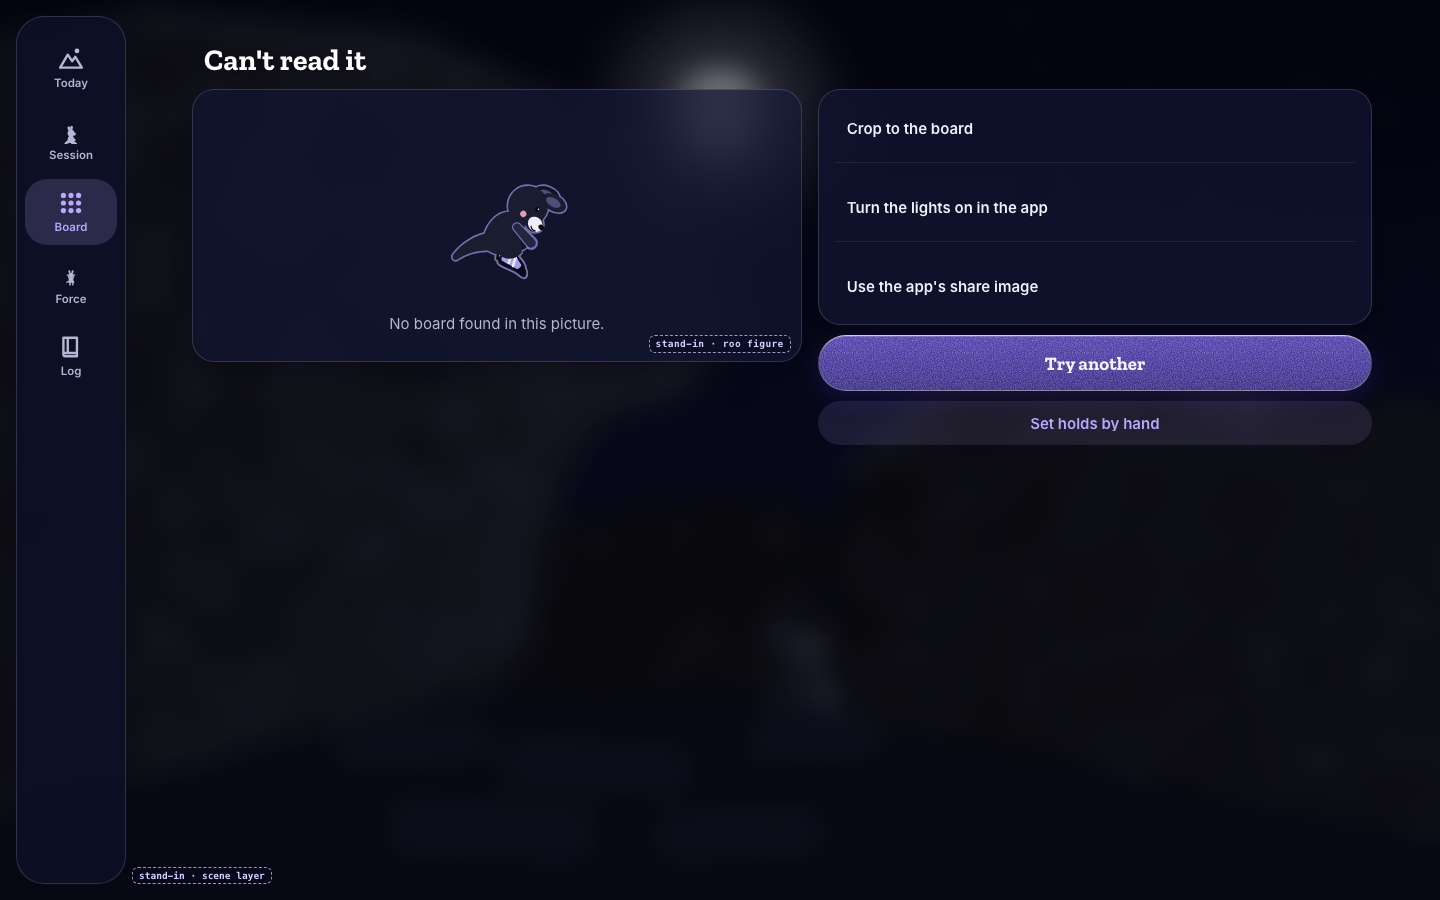 Today
Session
Board
Force
Log
Can't read it
No board found in this picture.
stand-in · roo figure
Crop to the board
Turn the lights on in the app
Use the app's share image
Try another
Set holds by hand
stand-in · scene layer